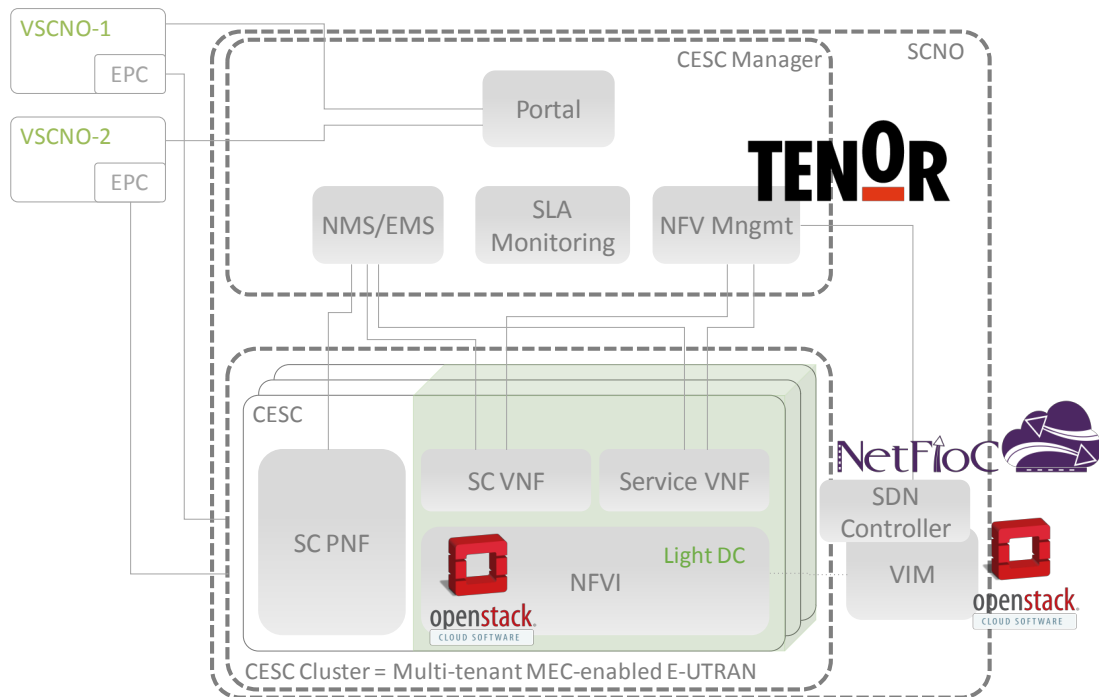 VSCNO-1
EPC
VSCNO-2
EPC
CESC Manager
SCNO
Portal
TENOR
NMS/EMS
SLA
Monitoring
NFV Mngmt
CESC
NetFloC
SC VNF
Service VNF
SDN
Controller
SC PNF
Light DC
NFVI
VIM
openstack
CLOUD SOFTWARE
openstack
CLOUD SOFTWARE
CESC Cluster = Multi-tenant MEC-enabled E-UTRAN